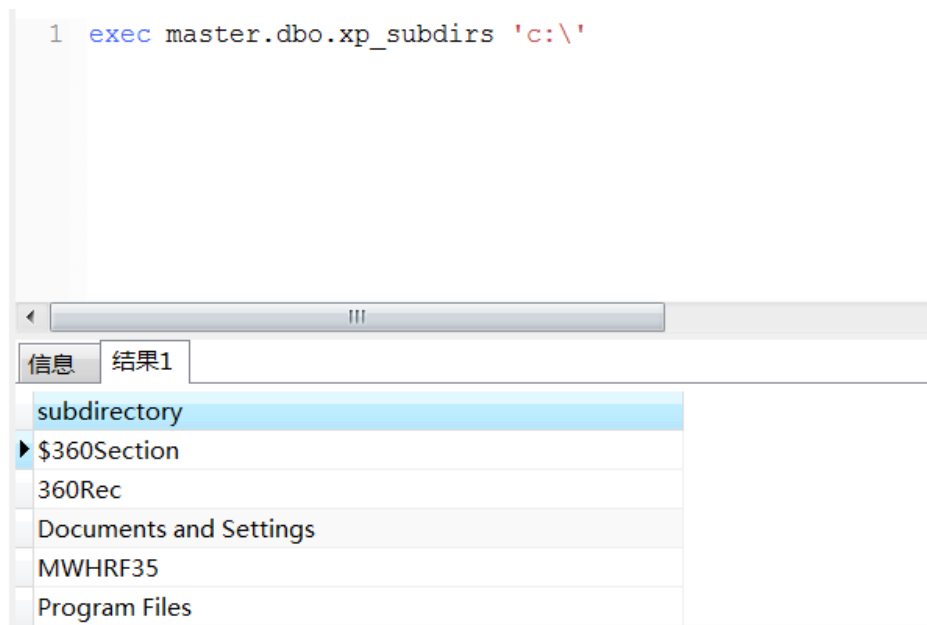 1 exec master.dbo.xp_subdirs 'c:\'
信息 结果1
subdirectory
$360Section
360Rec
Documents and Settings
MWHRF35
Program Files